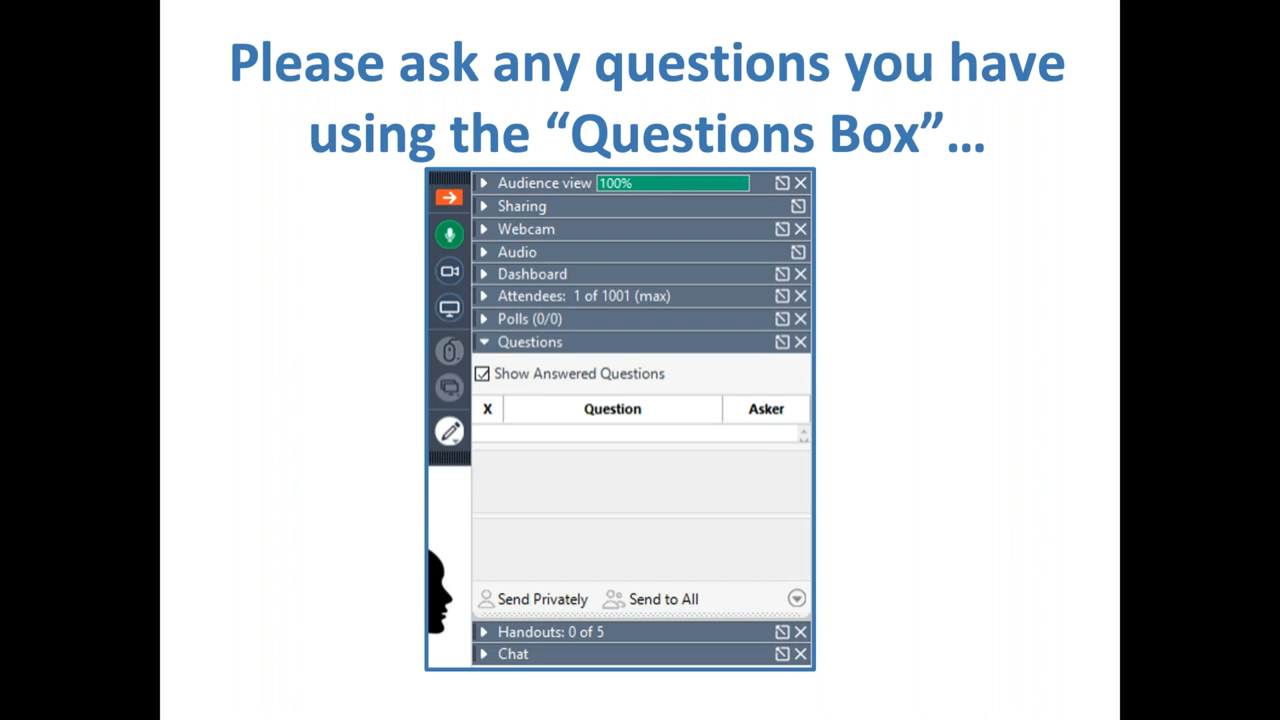 Please ask any questions you have
using the “Questions Box”...
Audience view 100%
Sharing
Webcam
Audio
Dashboard
Attendees: 1 of 1001 (max)
Polls (0/0)
Questions
Show Answered Questions
X Question Asker
Send Privately Send to All
Handouts: 0 of 5
Chat